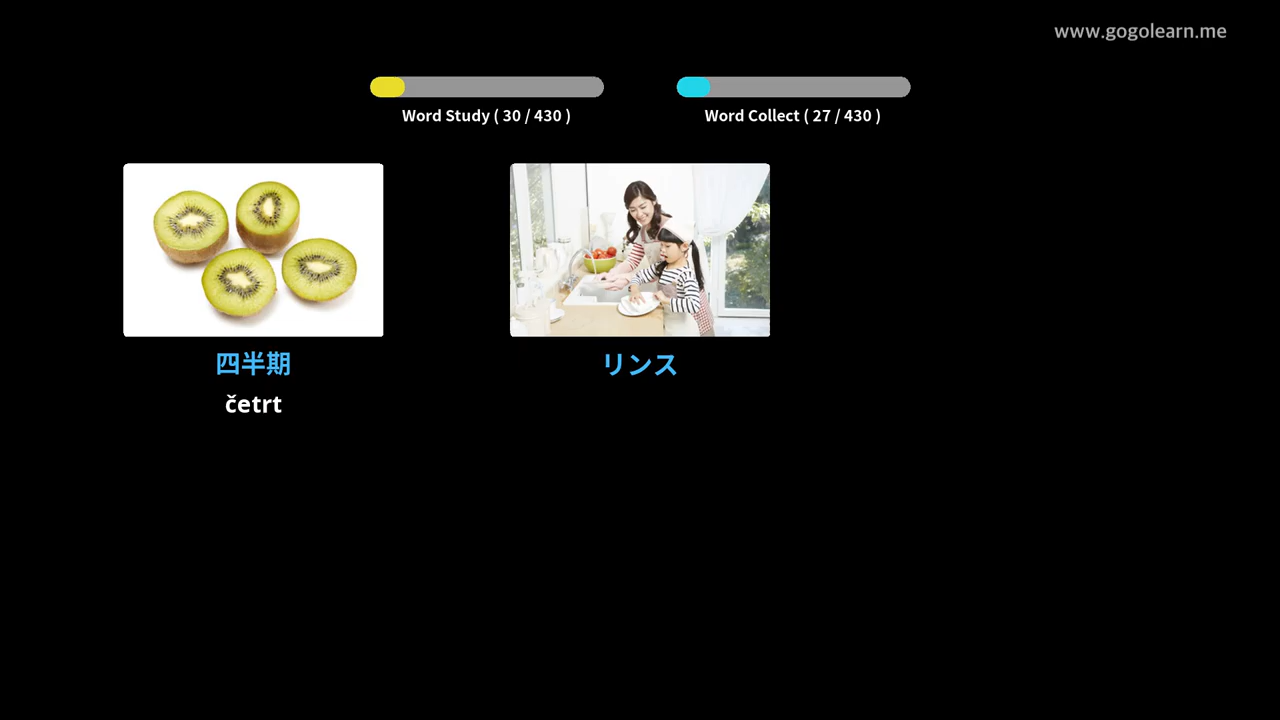 www.gogolearn.me
Word Study ( 30 / 430 )
Word Collect ( 27 / 430 )
四半期
リンス
četrt